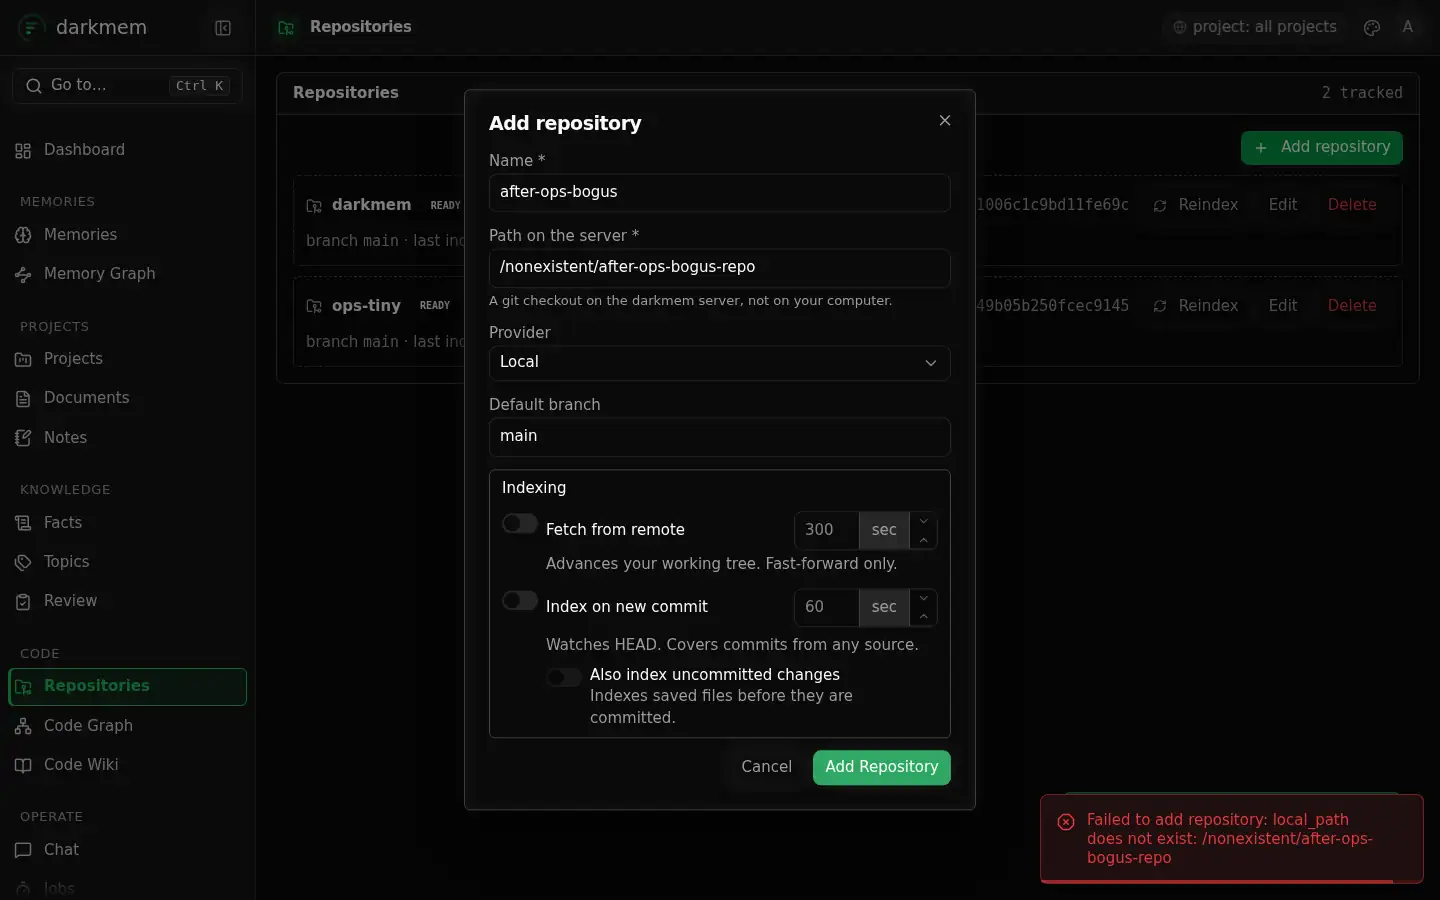 darkmem
Repositories
project: all projects
A
Go to...
Ctrl K
Dashboard
MEMORIES
Memories
Memory Graph
PROJECTS
Projects
Documents
Notes
KNOWLEDGE
Facts
Topics
Review
CODE
Repositories
Code Graph
Code Wiki
OPERATE
Chat
Jobs
Repositories
2 tracked
+ Add repository
darkmem READY
1006c1c9bd11fe69c
Reindex Edit Delete
branch main · last
ops-tiny READY
49b05b250fcec9145
Reindex Edit Delete
branch main · last
Add repository
Name *
after-ops-bogus
Path on the server *
/nonexistent/after-ops-bogus-repo
A git checkout on the darkmem server, not on your computer.
Provider
Local
Default branch
main
Indexing
Fetch from remote
300 sec
Advances your working tree. Fast-forward only.
Index on new commit
60 sec
Watches HEAD. Covers commits from any source.
Also index uncommitted changes
Indexes saved files before they are
committed.
Cancel
Add Repository
Failed to add repository: local_path
does not exist: /nonexistent/after-ops-
bogus-repo